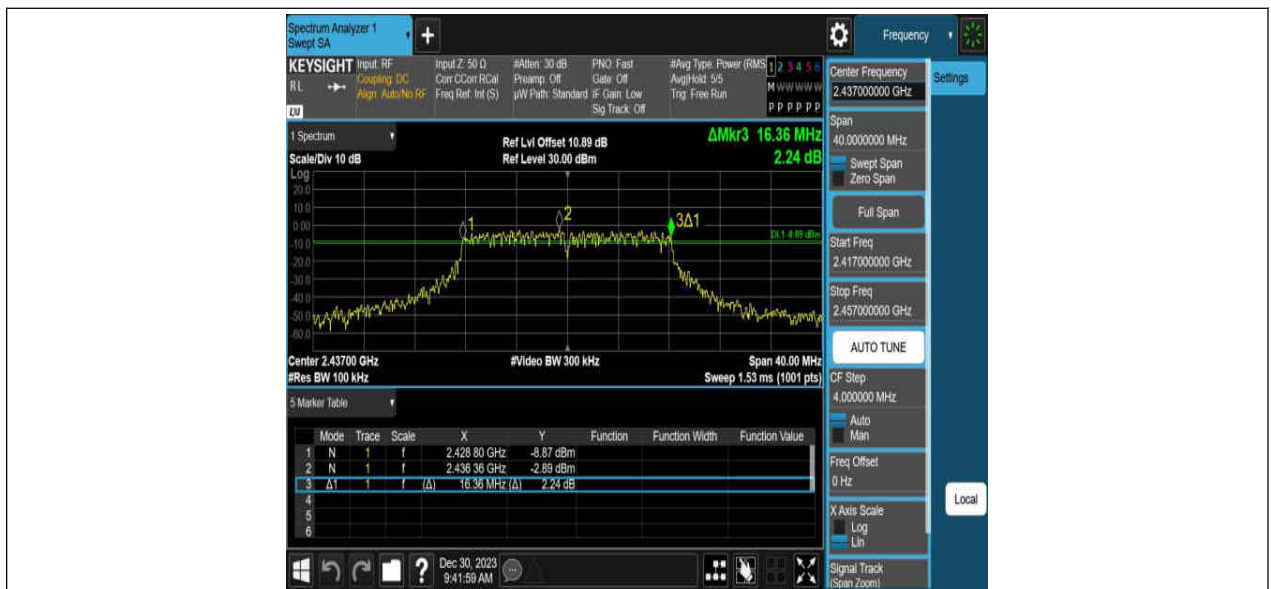 Spectrum Analyzer 1
Swept SA
+
Frequency
KEYSIGHT
RL
LXI
Input: RF
Coupling: DC
Align: Auto/No RF
Input Z: 50 Ω
Corr CCorr RCal
Freq Ref: Int (S)
#Atten: 30 dB
Preamp: Off
µW Path: Standard
PNO: Fast
Gate: Off
IF Gain: Low
Sig Track: Off
#Avg Type: Power (RMS
Avg|Hold: 5/5
Trig: Free Run
1 2 3 4 5 6
M W W W W W
P P P P P P
1 Spectrum
Scale/Div 10 dB
Ref Lvl Offset 10.89 dB
Ref Level 30.00 dBm
ΔMkr3 16.36 MHz
2.24 dB
Log
20.0
10.0
0.00
-10.0
-20.0
-30.0
-40.0
-50.0
-60.0
1
2
3Δ1
DL1 -8.89 dBm
Center 2.43700 GHz
#Res BW 100 kHz
#Video BW 300 kHz
Span 40.00 MHz
Sweep 1.53 ms (1001 pts)
5 Marker Table
Mode Trace Scale X Y Function Function Width Function Value
1 N 1 f 2.428 80 GHz -8.87 dBm
2 N 1 f 2.436 36 GHz -2.89 dBm
3 Δ1 1 f (Δ) 16.36 MHz (Δ) 2.24 dB
4
5
6
?
Dec 30, 2023
9:41:59 AM
Center Frequency
2.437000000 GHz
Settings
Span
40.0000000 MHz
Swept Span
Zero Span
Full Span
Start Freq
2.417000000 GHz
Stop Freq
2.457000000 GHz
AUTO TUNE
CF Step
4.000000 MHz
Auto
Man
Freq Offset
0 Hz
X Axis Scale
Log
Lin
Local
Signal Track
(Span Zoom)